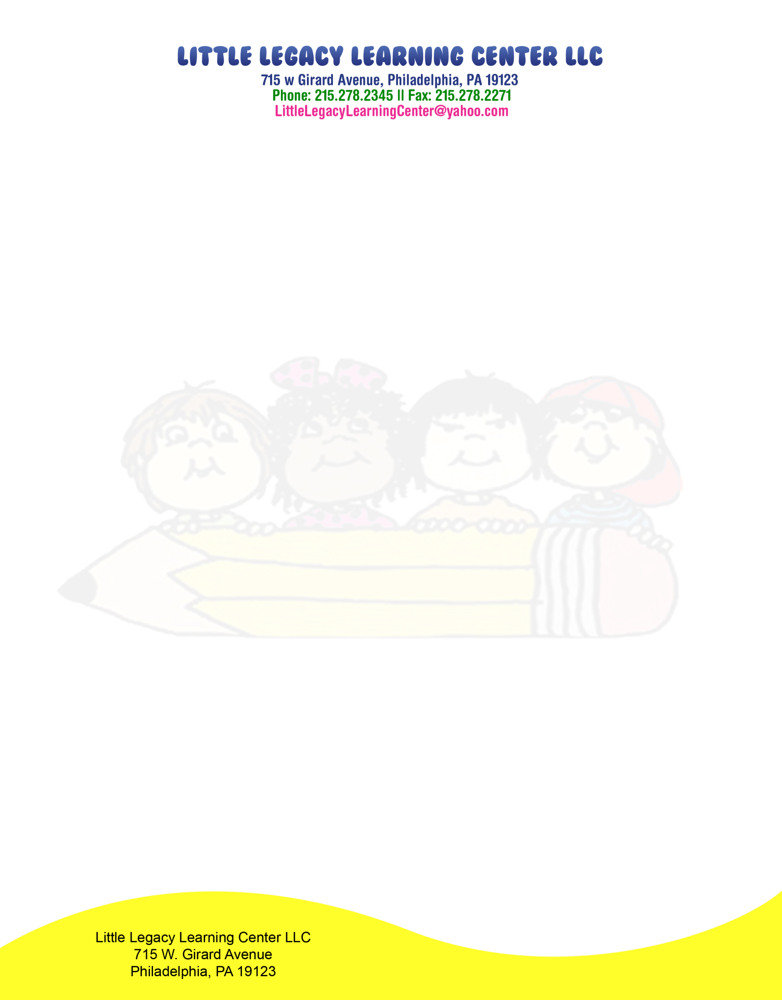 LITTLE LEGACY LEARNING CENTER LLC
715 w Girard Avenue, Philadelphia, PA 19123
Phone: 215.278.2345 ll Fax: 215.278.2271
LittleLegacyLearningCenter@yahoo.com
Little Legacy Learning Center LLC
715 W. Girard Avenue
Philadelphia, PA 19123